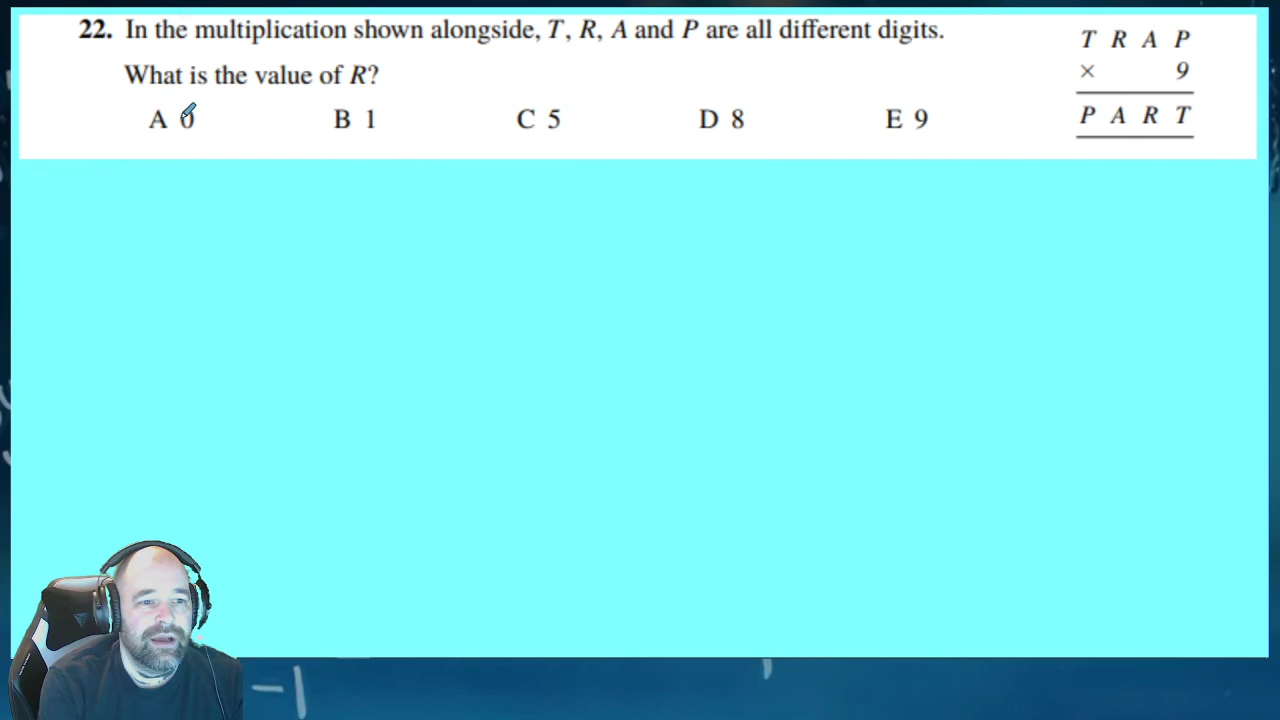 22. In the multiplication shown alongside, T, R, A and P are all different digits.
What is the value of R?
A 0 B 1 C 5 D 8 E 9
T R A P
× 9
P A R T
-1